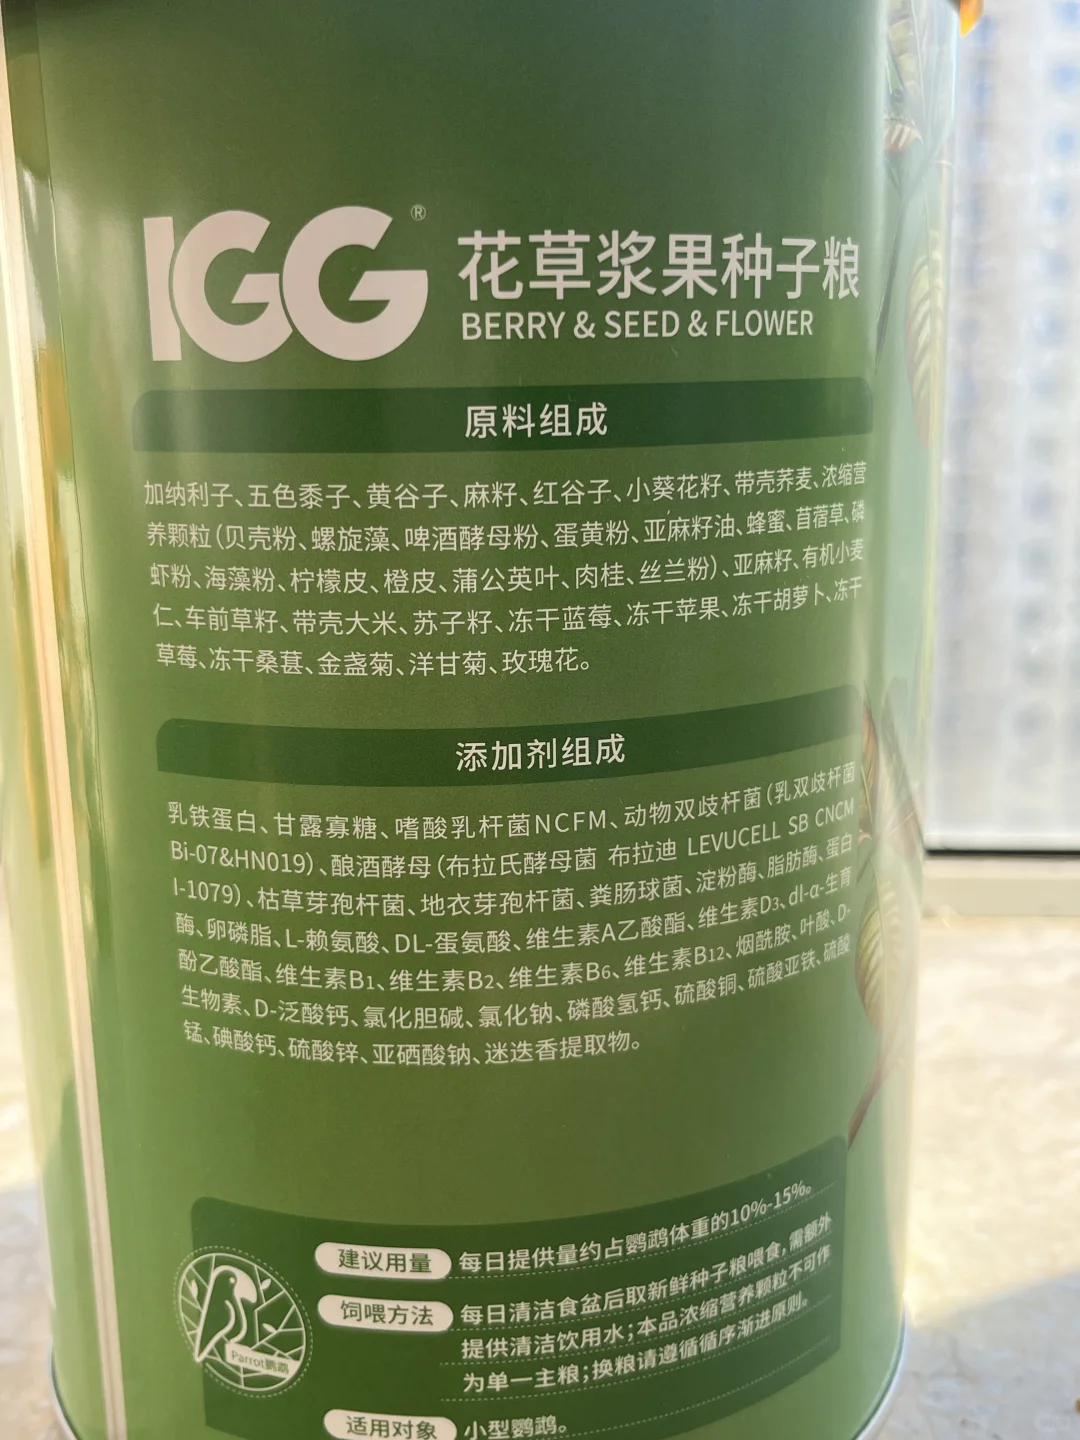 IGG®
花草浆果种子粮
BERRY & SEED & FLOWER
原料组成
加纳利子、五色黍子、黄谷子、麻籽、红谷子、小葵花籽、带壳荞麦、浓缩营
养颗粒(贝壳粉、螺旋藻、啤酒酵母粉、蛋黄粉、亚麻籽油、蜂蜜、苜蓿草、磷
虾粉、海藻粉、柠檬皮、橙皮、蒲公英叶、肉桂、丝兰粉)、亚麻籽、有机小麦
仁、车前草籽、带壳大米、苏子籽、冻干蓝莓、冻干苹果、冻干胡萝卜、冻干
草莓、冻干桑葚、金盏菊、洋甘菊、玫瑰花。
添加剂组成
乳铁蛋白、甘露寡糖、嗜酸乳杆菌NCFM、动物双歧杆菌(乳双歧杆菌
Bi-07&HN019)、酿酒酵母(布拉氏酵母菌 布拉迪 LEVUCELL SB CNCM
I-1079)、枯草芽孢杆菌、地衣芽孢杆菌、粪肠球菌、淀粉酶、脂肪酶、蛋白
酶、卵磷脂、L-赖氨酸、DL-蛋氨酸、维生素A乙酸酯、维生素D3、dl-α-生育
酚乙酸酯、维生素B1、维生素B2、维生素B6、维生素B12、烟酰胺、叶酸、D-
生物素、D-泛酸钙、氯化胆碱、氯化钠、磷酸氢钙、硫酸铜、硫酸亚铁、硫酸
锰、碘酸钙、硫酸锌、亚硒酸钠、迷迭香提取物。
建议用量 每日提供量约占鹦鹉体重的10%-15%。
饲喂方法 每日清洁食盆后取新鲜种子粮喂食,需额外
提供清洁饮用水;本品浓缩营养颗粒不可作
为单一主粮;换粮请遵循循序渐进原则。
Parrot鹦鹉
适用对象 小型鹦鹉。